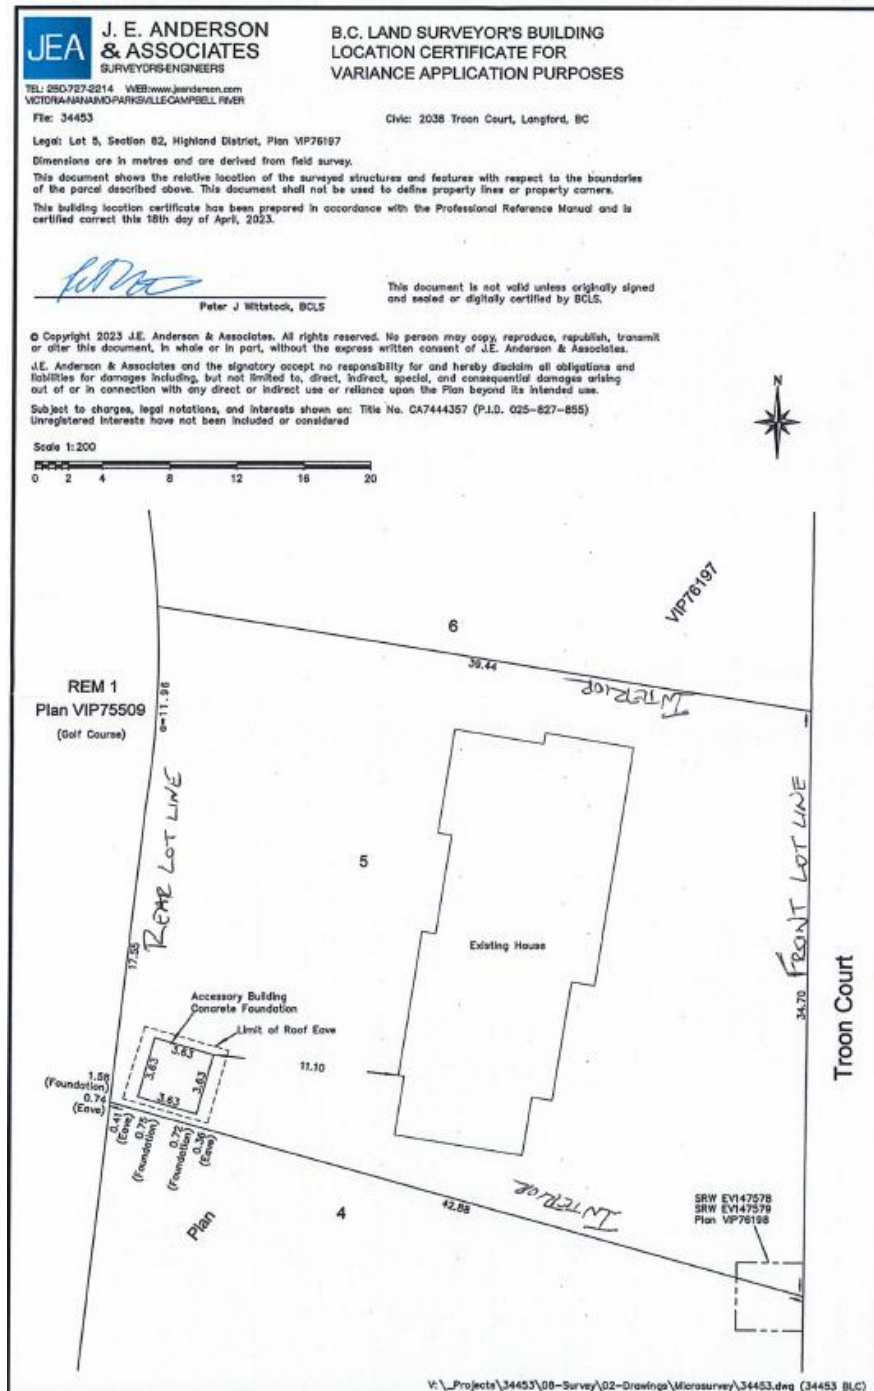 JEA
J. E. ANDERSON
& ASSOCIATES
SURVEYORS·ENGINEERS
TEL: 250-727-2214 WEB:www.jeanderson.com
VICTORIA·NANAIMO·PARKSVILLE·CAMPBELL RIVER
B.C. LAND SURVEYOR'S BUILDING
LOCATION CERTIFICATE FOR
VARIANCE APPLICATION PURPOSES
File: 34453
Civic: 2038 Troon Court, Langford, BC
Legal: Lot 5, Section 82, Highland District, Plan VIP76197
Dimensions are in metres and are derived from field survey.
This document shows the relative location of the surveyed structures and features with respect to the boundaries
of the parcel described above. This document shall not be used to define property lines or property corners.
This building location certificate has been prepared in accordance with the Professional Reference Manual and is
certified correct this 18th day of April, 2023.
Peter J Wittstock, BCLS
This document is not valid unless originally signed
and sealed or digitally certified by BCLS.
© Copyright 2023 J.E. Anderson & Associates. All rights reserved. No person may copy, reproduce, republish, transmit
or alter this document, in whole or in part, without the express written consent of J.E. Anderson & Associates.
J.E. Anderson & Associates and the signatory accept no responsibility for and hereby disclaim all obligations and
liabilities for damages including, but not limited to, direct, indirect, special, and consequential damages arising
out of or in connection with any direct or indirect use or reliance upon the Plan beyond its intended use.
Subject to charges, legal notations, and interests shown on: Title No. CA7444357 (P.I.D. 025-827-855)
Unregistered interests have not been included or considered
N
Scale 1:200
0 2 4 8 12 16 20
VIP76197
6
39.44
INTERIOR
REM 1
Plan VIP75509
(Golf Course)
a=11.96
REAR LOT LINE
17.55
5
Existing House
FRONT LOT LINE
34.70
Troon Court
Accessory Building
Concrete Foundation
Limit of Roof Eave
3.63
3.63
3.63
3.63
11.10
1.58
(Foundation)
0.74
(Eave)
0.41
(Eave)
0.75
(Foundation)
0.72
(Foundation)
0.36
(Eave)
Plan
4
42.88
INTERIOR
SRW EV147578
SRW EV147579
Plan VIP76198
V:\_Projects\34453\08-Survey\02-Drawings\Microsurvey\34453.dwg (34453 BLC)